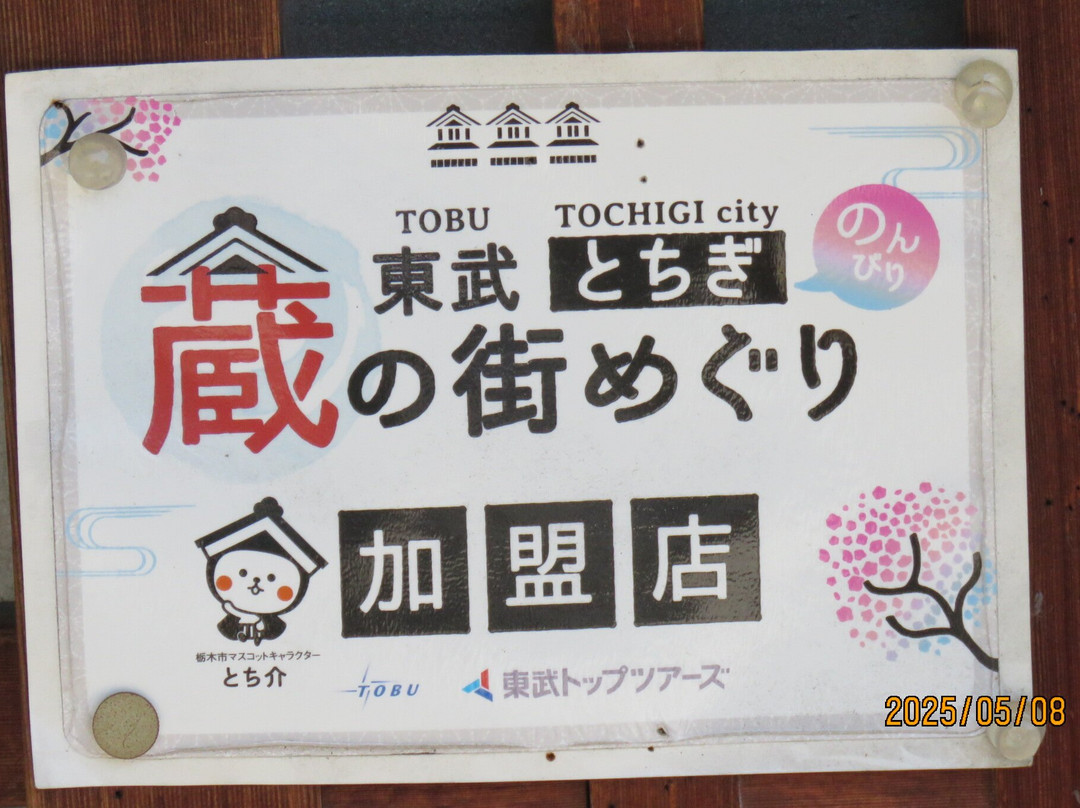 TOBU TOCHIGI city
東武 とちぎ
のん
びり
蔵の街めぐり
加盟店
栃木市マスコットキャラクター
とち介
TOBU
東武トップツアーズ
2025/05/08